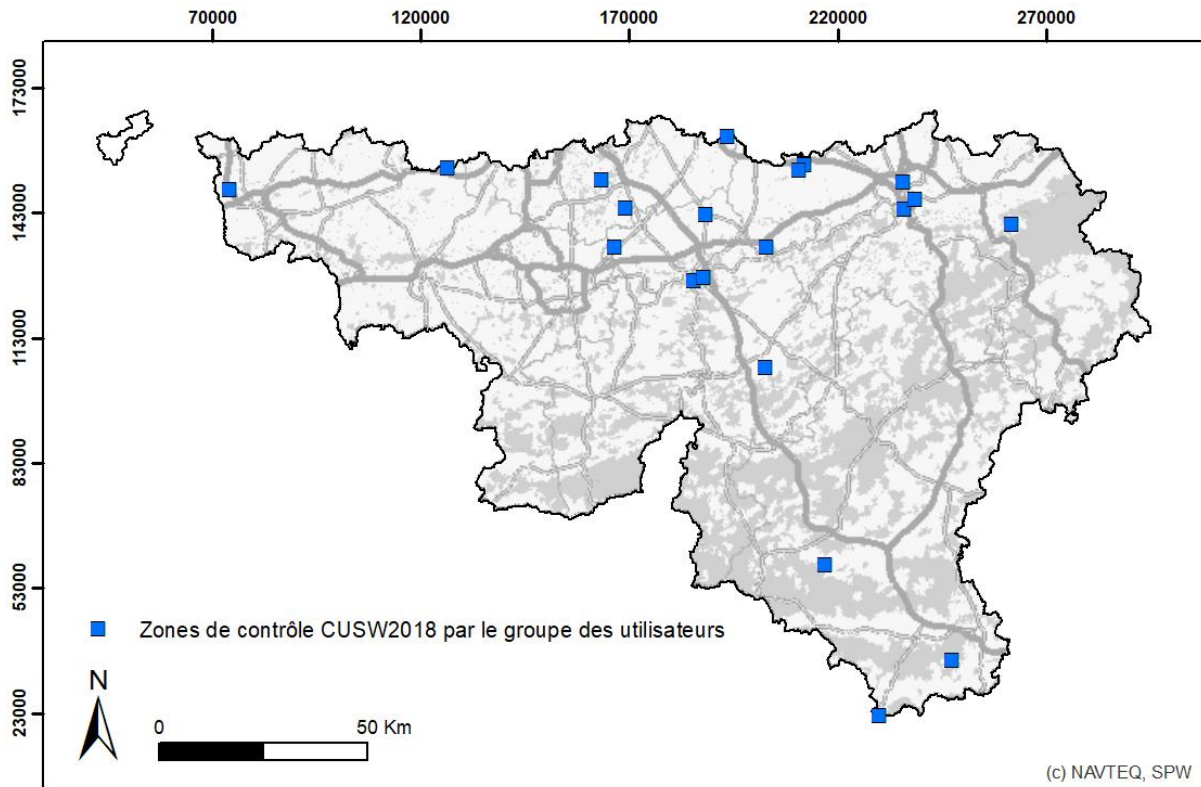 70000 120000 170000 220000 270000
173000
143000
113000
83000
53000
23000
Zones de contrôle CUSW2018 par le groupe des utilisateurs
N
0 50 Km
(c) NAVTEQ, SPW